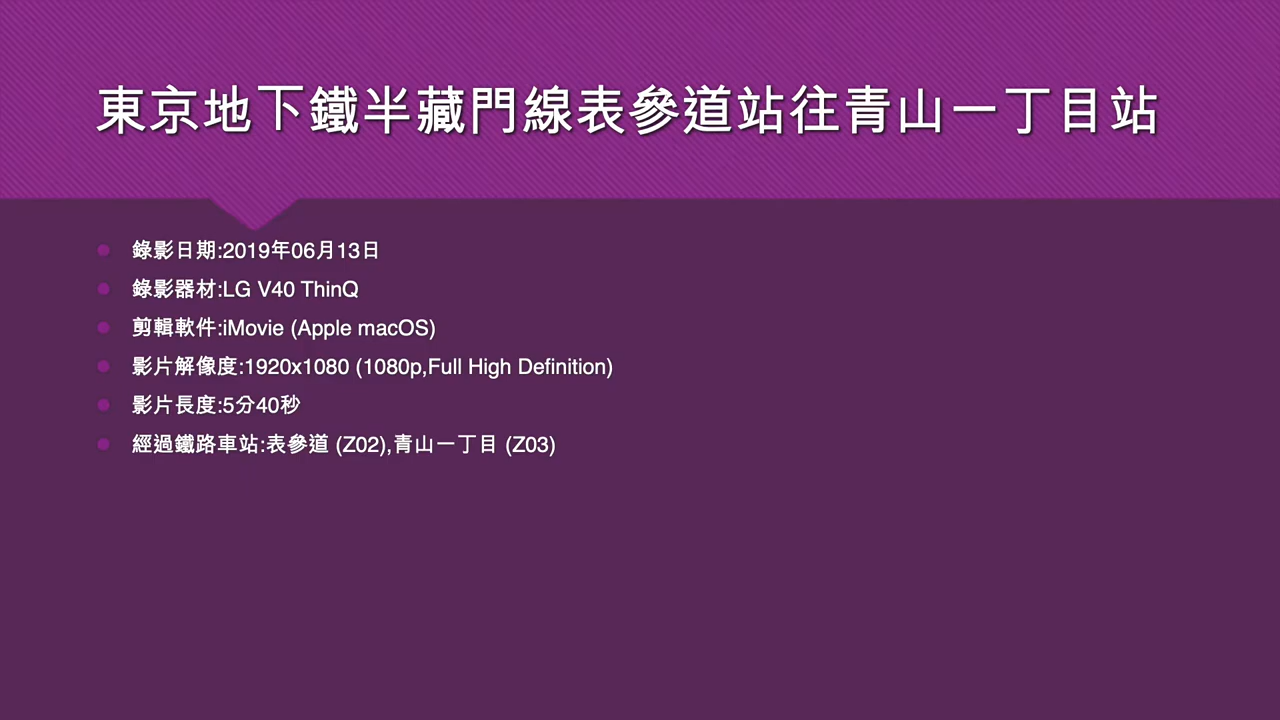 東京地下鐵半藏門線表參道站往青山一丁目站
錄影日期:2019年06月13日
錄影器材:LG V40 ThinQ
剪輯軟件:iMovie (Apple macOS)
影片解像度:1920x1080 (1080p,Full High Definition)
影片長度:5分40秒
經過鐵路車站:表參道 (Z02),青山一丁目 (Z03)